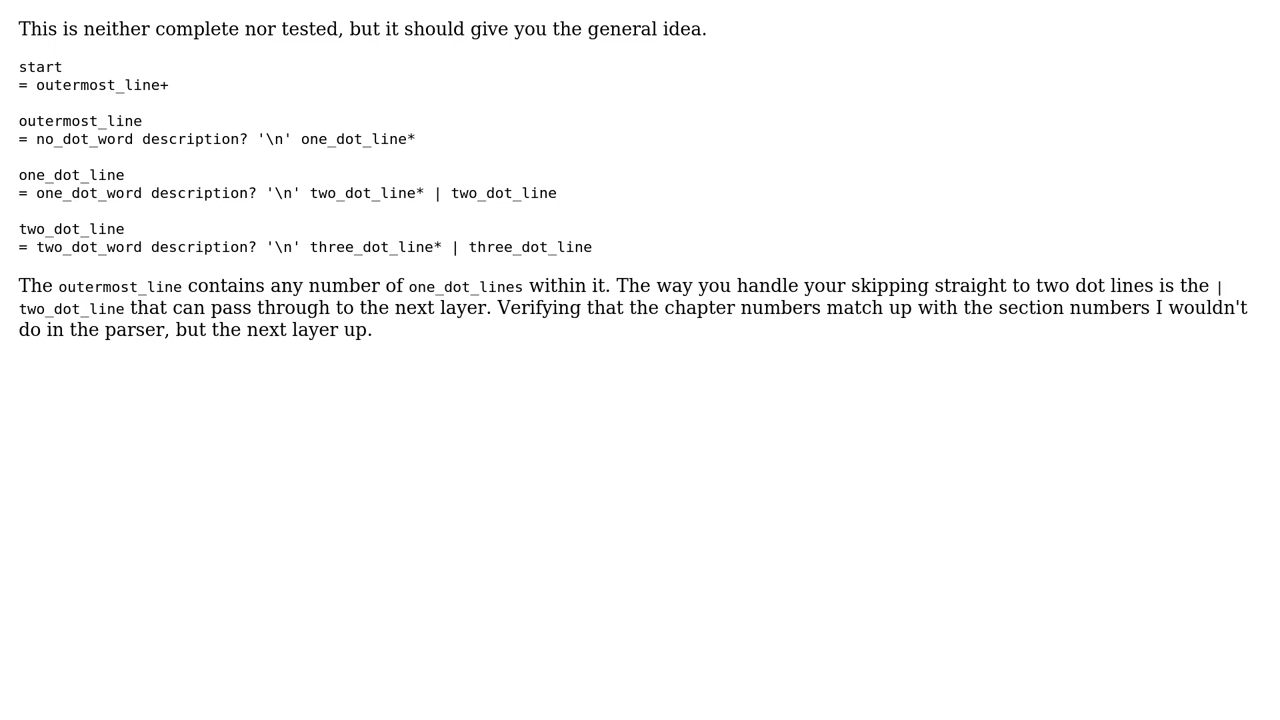 This is neither complete nor tested, but it should give you the general idea.
start
= outermost_line+
outermost_line
= no_dot_word description? '\n' one_dot_line*
one_dot_line
= one_dot_word description? '\n' two_dot_line* | two_dot_line
two_dot_line
= two_dot_word description? '\n' three_dot_line* | three_dot_line
The outermost_line contains any number of one_dot_lines within it. The way you handle your skipping straight to two dot lines is the |
two_dot_line that can pass through to the next layer. Verifying that the chapter numbers match up with the section numbers I wouldn't
do in the parser, but the next layer up.